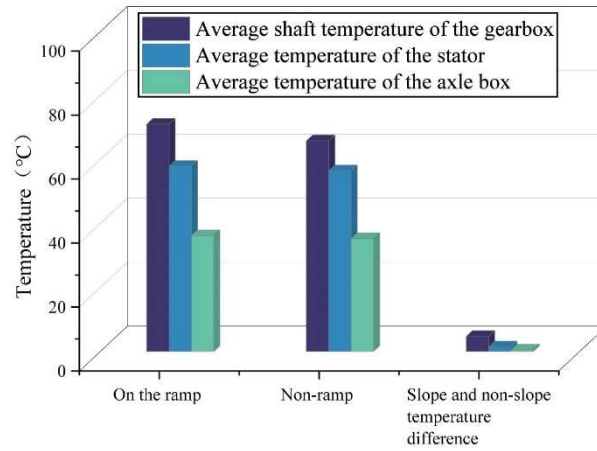 Average shaft temperature of the gearbox
Average temperature of the stator
Average temperature of the axle box
Temperature（℃）
100
80
60
40
20
0
On the ramp
Non-ramp
Slope and non-slope
temperature
difference